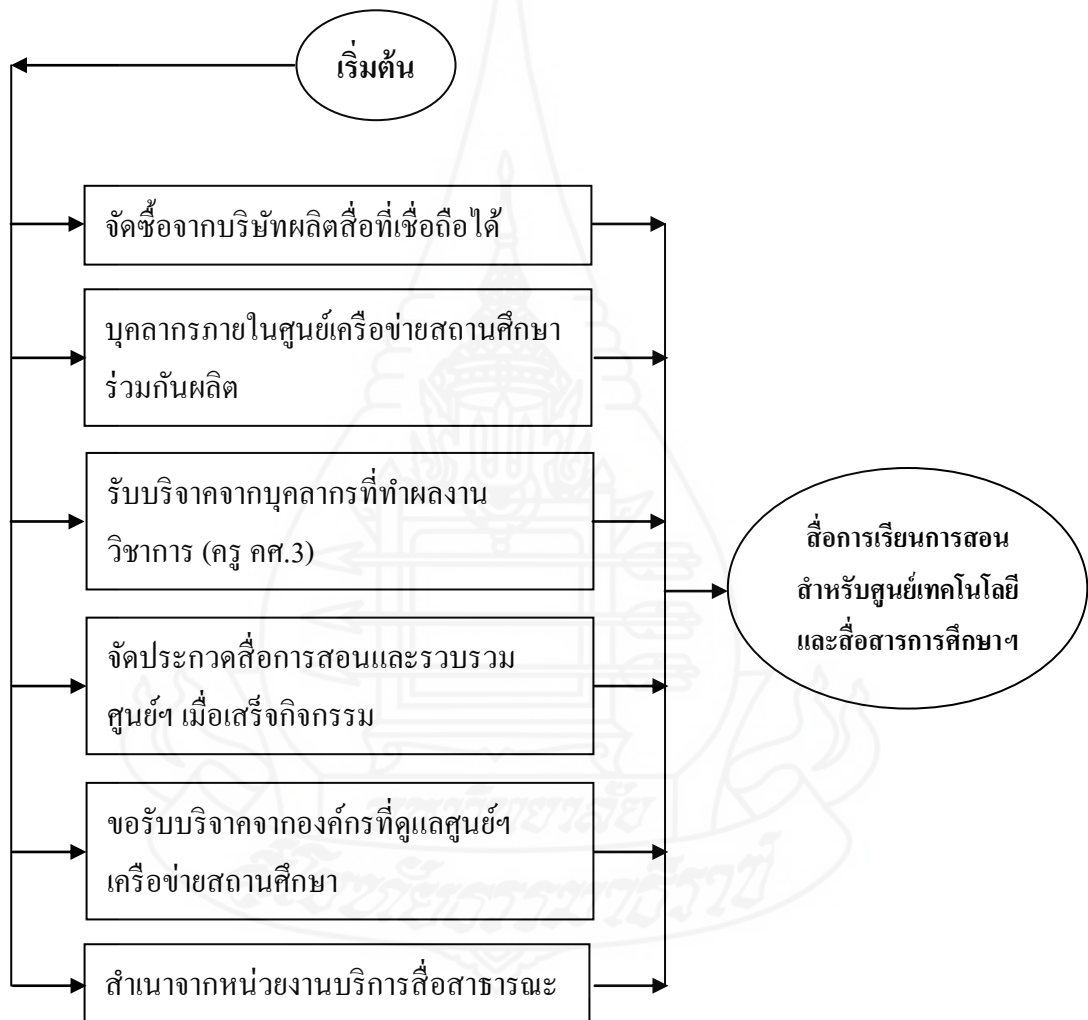 เริ่มต้น
จัดซื้อจากบริษัทผลิตสื่อที่เชื่อถือได้
บุคลากรภายในศูนย์เครือข่ายสถานศึกษา
ร่วมกันผลิต
รับบริจาคจากบุคลากรที่ทำผลงาน
วิชาการ (ครู คศ.3)
จัดประกวดสื่อการสอนและรวบรวม
ศูนย์ฯ เมื่อเสร็จกิจกรรม
ขอรับบริจาคจากองค์กรที่ดูแลศูนย์ฯ
เครือข่ายสถานศึกษา
สำเนาจากหน่วยงานบริการสื่อสาธารณะ
สื่อการเรียนการสอน
สำหรับศูนย์เทคโนโลยี
และสื่อสารการศึกษาฯ